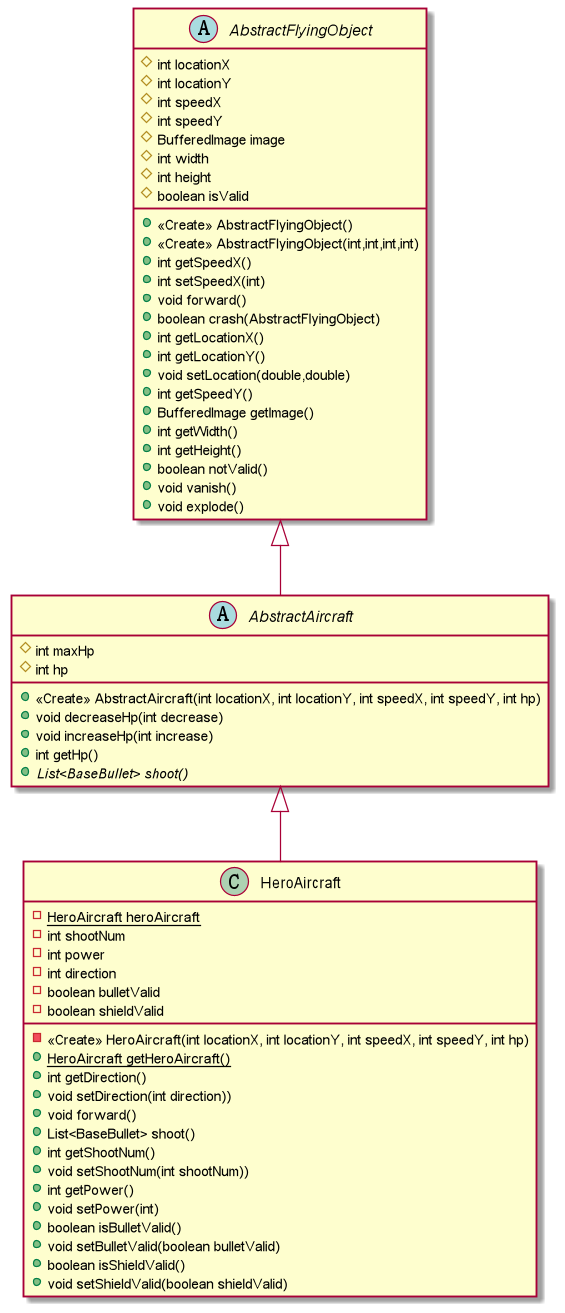 A AbstractFlyingObject
int locationX
int locationY
int speedX
int speedY
BufferedImage image
int width
int height
boolean isValid
«Create» AbstractFlyingObject()
«Create» AbstractFlyingObject(int,int,int,int)
int getSpeedX()
int setSpeedX(int)
void forward()
boolean crash(AbstractFlyingObject)
int getLocationX()
int getLocationY()
void setLocation(double,double)
int getSpeedY()
BufferedImage getImage()
int getWidth()
int getHeight()
boolean notValid()
void vanish()
void explode()
A AbstractAircraft
int maxHp
int hp
«Create» AbstractAircraft(int locationX, int locationY, int speedX, int speedY, int hp)
void decreaseHp(int decrease)
void increaseHp(int increase)
int getHp()
List<BaseBullet> shoot()
C HeroAircraft
HeroAircraft heroAircraft
int shootNum
int power
int direction
boolean bulletValid
boolean shieldValid
«Create» HeroAircraft(int locationX, int locationY, int speedX, int speedY, int hp)
HeroAircraft getHeroAircraft()
int getDirection()
void setDirection(int direction))
void forward()
List<BaseBullet> shoot()
int getShootNum()
void setShootNum(int shootNum))
int getPower()
void setPower(int)
boolean isBulletValid()
void setBulletValid(boolean bulletValid)
boolean isShieldValid()
void setShieldValid(boolean shieldValid)